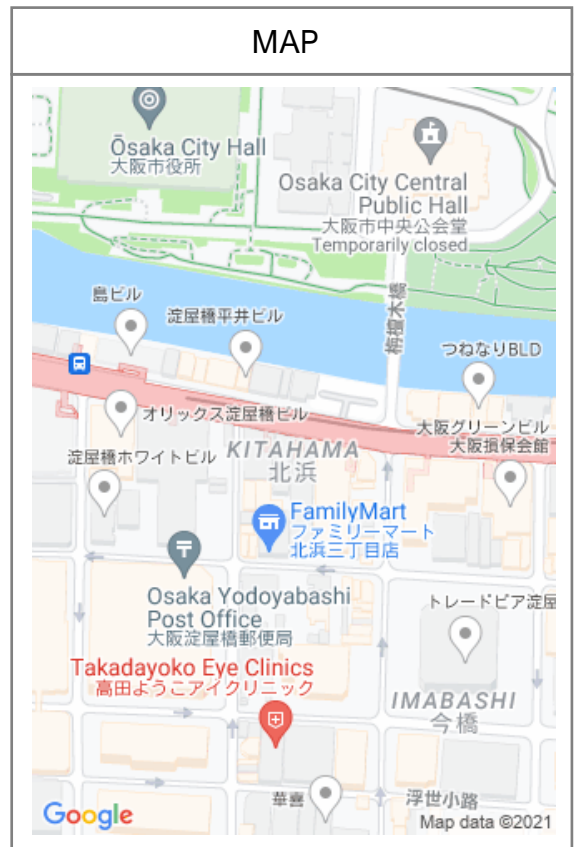 MAP
Ōsaka City Hall
大阪市役所
Osaka City Central
Public Hall
大阪市中央公会堂
Temporarily closed
島ビル
淀屋橋平井ビル
栴檀木橋
つねなりBLD
オリックス淀屋橋ビル
大阪グリーンビル
大阪損保会館
KITAHAMA
北浜
淀屋橋ホワイトビル
FamilyMart
ファミリーマート
北浜三丁目店
Osaka Yodoyabashi
Post Office
大阪淀屋橋郵便局
トレードピア淀屋
Takadayoko Eye Clinics
高田ようこアイクリニック
IMABASHI
今橋
華喜
浮世小路
Google
Map data ©2021